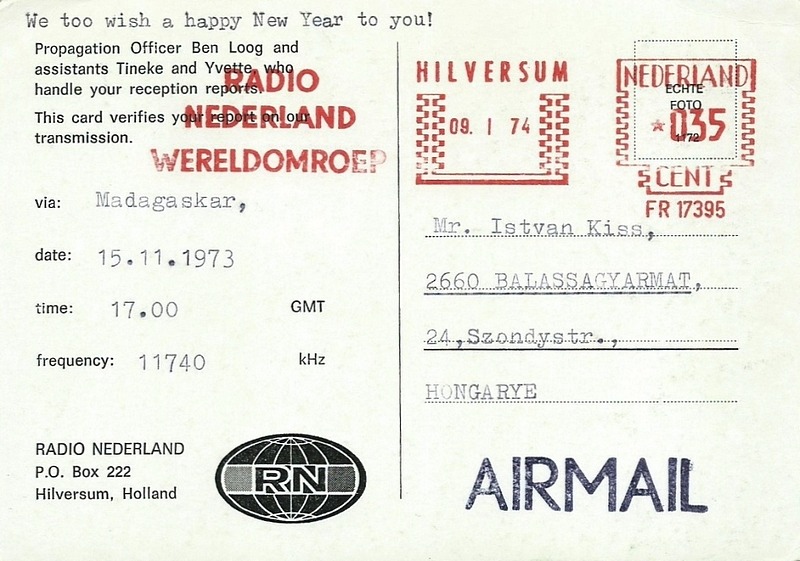 We too wish a happy New Year to you!
Propagation Officer Ben Loog and
assistants Tineke and Yvette, who
handle your reception reports.
This card verifies your report on our
transmission.
RADIO
NEDERLAND
WERELDOMROEP
via: Madagaskar,
date: 15.11.1973
time: 17.00 GMT
frequency: 11740 kHz
RADIO NEDERLAND
P.O. Box 222
Hilversum, Holland
RN
HILVERSUM
09. I 74
NEDERLAND
ECHTE
FOTO
*035
1172
CENT
FR 17395
Mr. Istvan Kiss,
2660 BALASSAGYARMAT,
24,Szondystr.,
HONGARYE
AIRMAIL